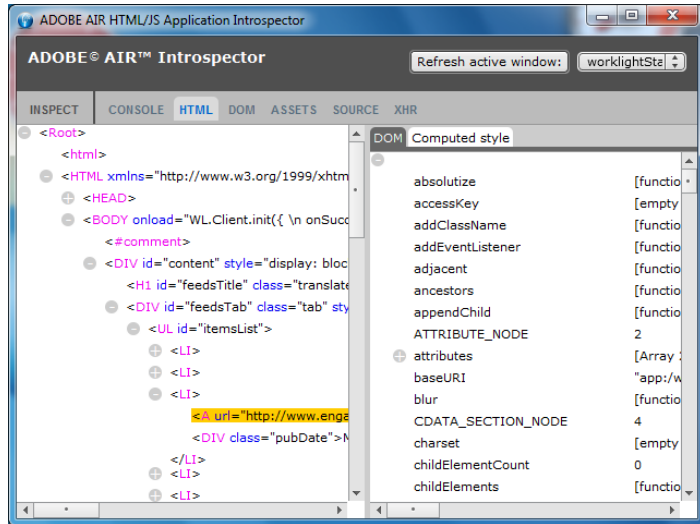 ADOBE AIR HTML/JS Application Introspector
ADOBE© AIR™ Introspector
Refresh active window:
worklightSta
INSPECT CONSOLE HTML DOM ASSETS SOURCE XHR
<Root>
<html>
<HTML xmlns="http://www.w3.org/1999/xhtm
<HEAD>
<BODY onload="WL.Client.init({ \n onSucc
<#comment>
<DIV id="content" style="display: bloc
<H1 id="feedsTitle" class="translate
<DIV id="feedsTab" class="tab" sty
<UL id="itemsList">
<LI>
<LI>
<LI>
<A url="http://www.enga
<DIV class="pubDate">M
</LI>
<LI>
<LI>
DOM Computed style
absolutize [functio
accessKey [empty
addClassName [functio
addEventListener [functio
adjacent [functio
ancestors [functio
appendChild [functio
ATTRIBUTE_NODE 2
attributes [Array
baseURI "app:/w
blur [functio
CDATA_SECTION_NODE 4
charset [empty
childElementCount 0
childElements [functio